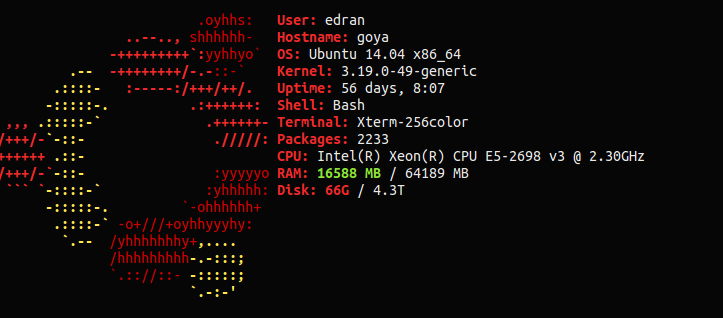 User: edran
Hostname: goya
OS: Ubuntu 14.04 x86_64
Kernel: 3.19.0-49-generic
Uptime: 56 days, 8:07
Shell: Bash
Terminal: Xterm-256color
Packages: 2233
CPU: Intel(R) Xeon(R) CPU E5-2698 v3 @ 2.30GHz
RAM: 16588 MB / 64189 MB
Disk: 66G / 4.3T